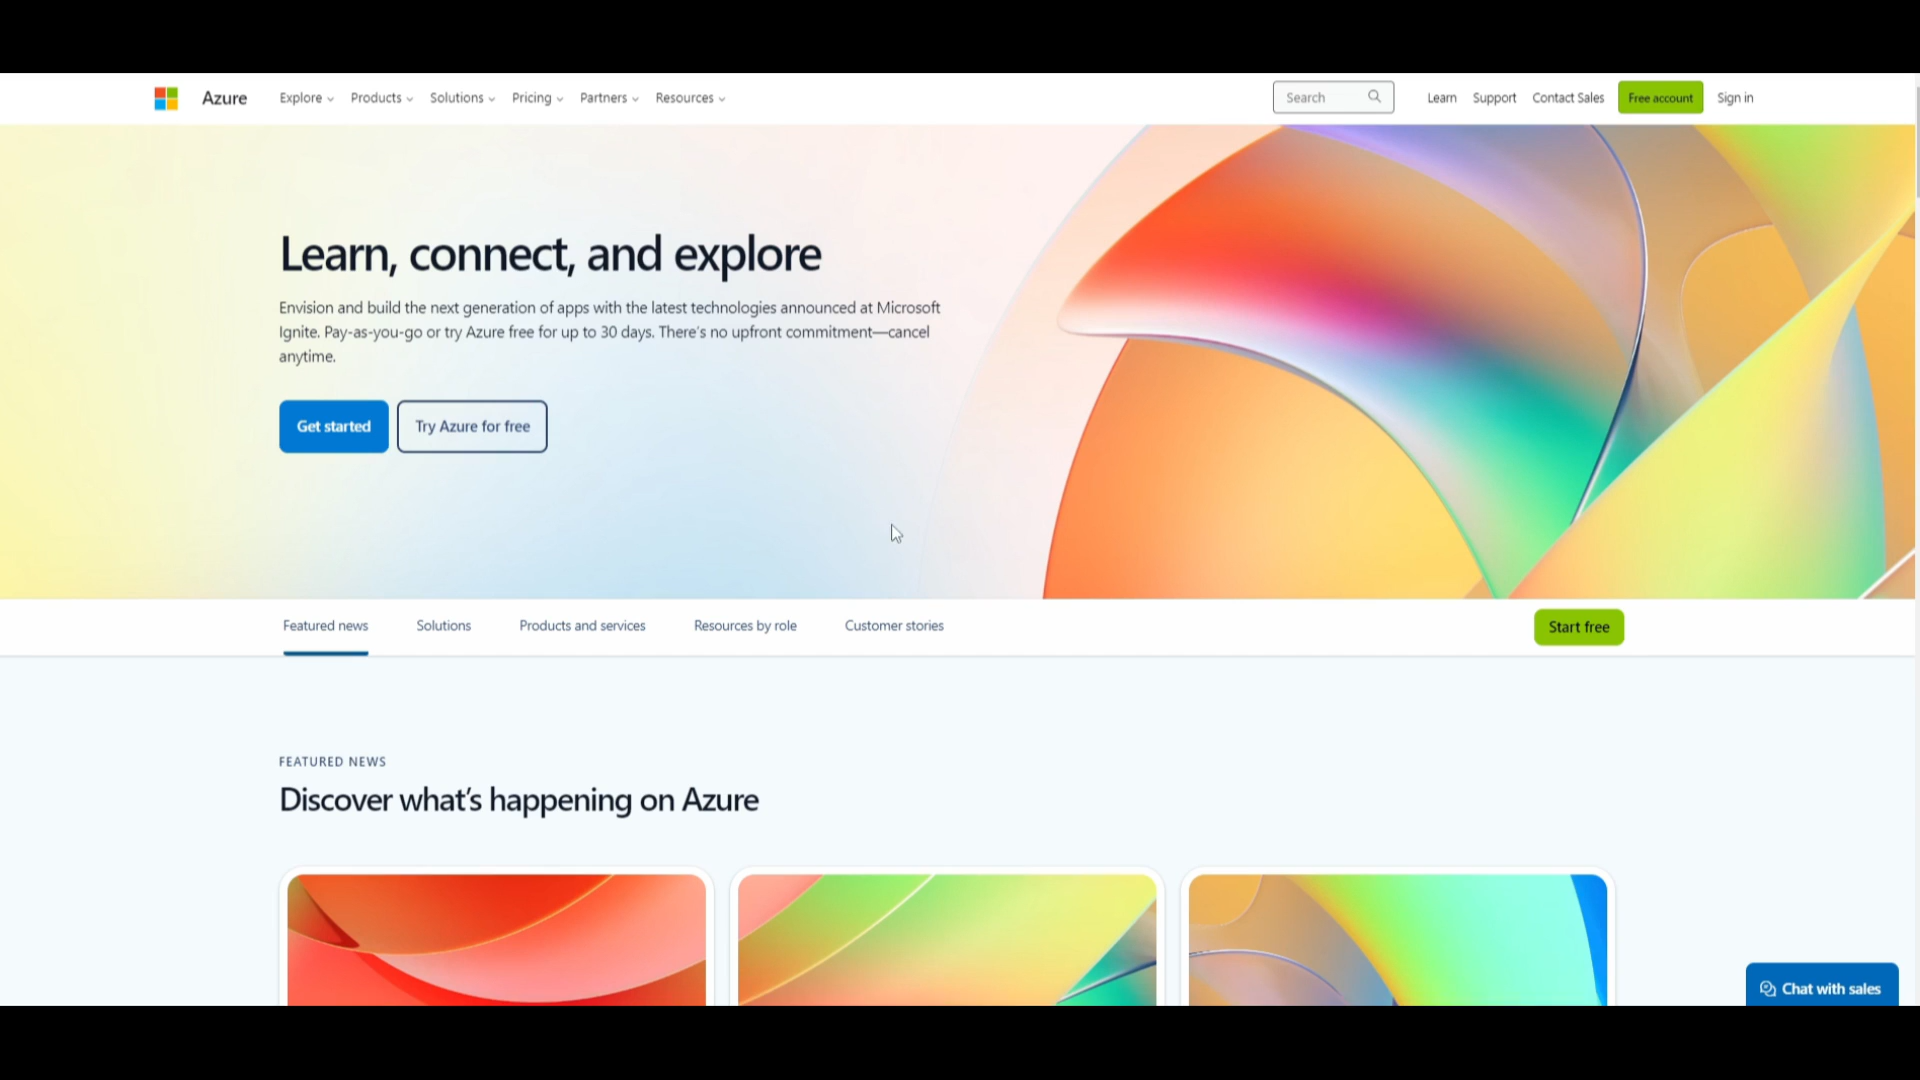 Azure Explore Products Solutions Pricing Partners Resources Search Learn Support Contact Sales Free account Sign in
Learn, connect, and explore
Envision and build the next generation of apps with the latest technologies announced at Microsoft
Ignite. Pay-as-you-go or try Azure free for up to 30 days. There's no upfront commitment—cancel
anytime.
Get started Try Azure for free
Featured news Solutions Products and services Resources by role Customer stories Start free
FEATURED NEWS
Discover what's happening on Azure
Chat with sales